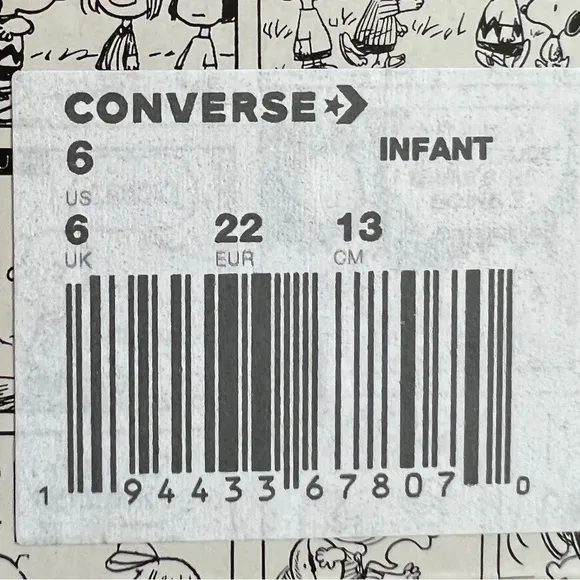 CONVERSE
6 INFANT
US
6 22 13
UK EUR CM
1 94433 67807 0